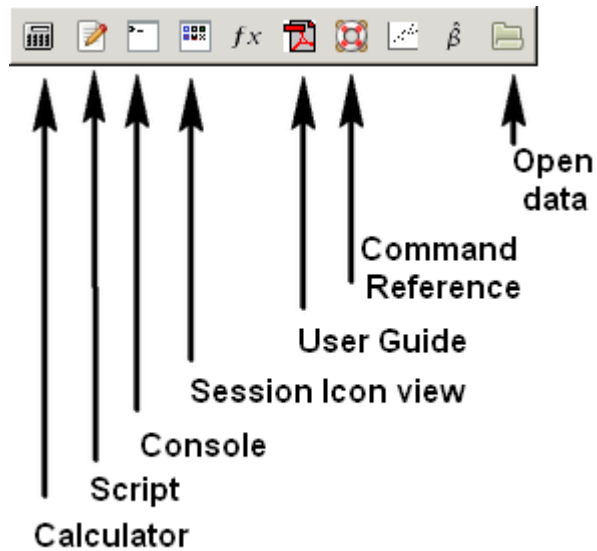 fx
β̂
Open
data
Command
Reference
User Guide
Session Icon view
Console
Script
Calculator